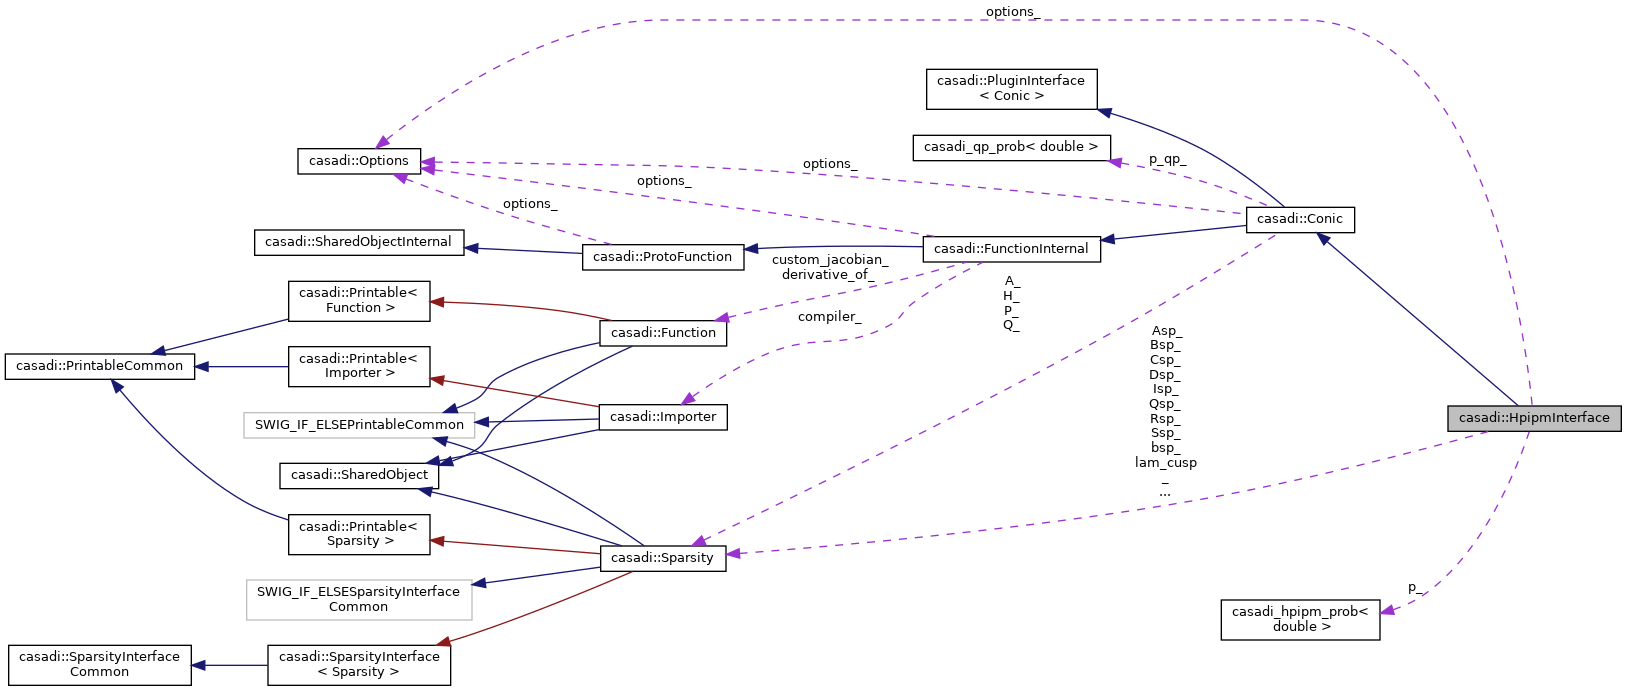 options_
casadi::PluginInterface
< Conic >
casadi_qp_prob< double >
p_qp_
casadi::Options
options_
options_
options_
casadi::Conic
casadi::SharedObjectInternal
casadi::ProtoFunction
casadi::FunctionInternal
custom_jacobian_
derivative_of_
A_
H_
P_
Q_
casadi::Printable<
Function >
compiler_
casadi::Function
Asp_
Bsp_
Csp_
Dsp_
Isp_
Qsp_
Rsp_
Ssp_
bsp_
lam_cusp
_
...
casadi::PrintableCommon
casadi::Printable<
Importer >
casadi::Importer
casadi::HpipmInterface
SWIG_IF_ELSEPrintableCommon
casadi::SharedObject
casadi::Printable<
Sparsity >
casadi::Sparsity
SWIG_IF_ELSESparsityInterface
Common
p_
casadi_hpipm_prob<
double >
casadi::SparsityInterface
Common
casadi::SparsityInterface
< Sparsity >